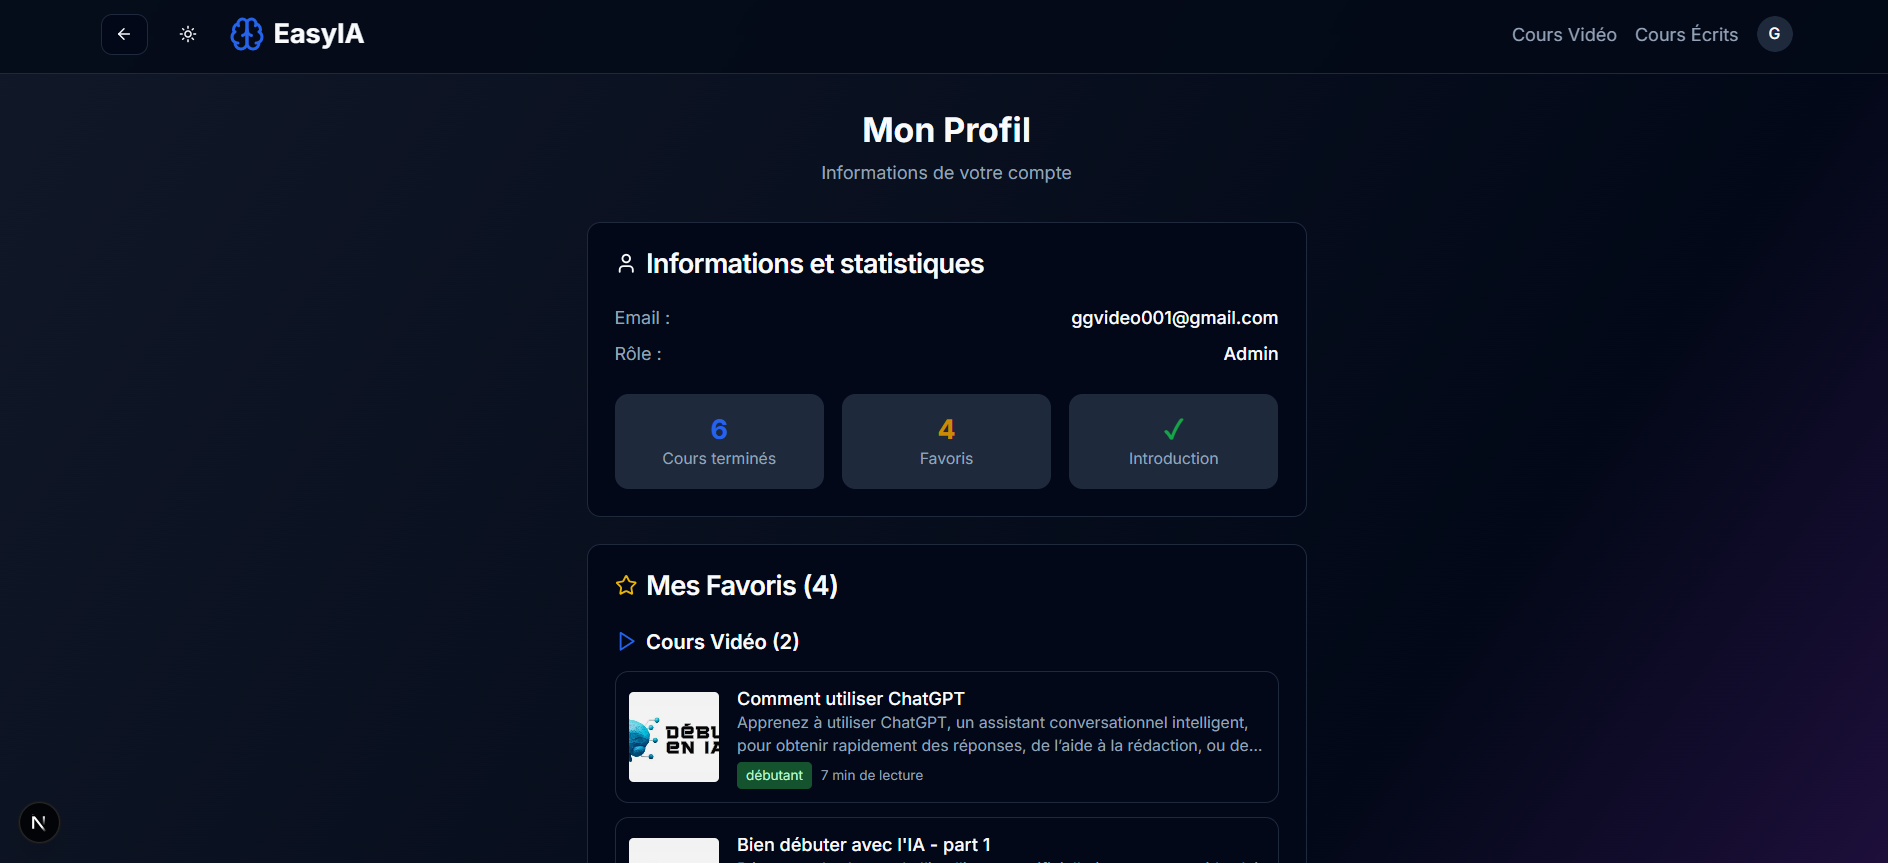 EasyIA
Cours Vidéo
Cours Écrits
G
Mon Profil
Informations de votre compte
Informations et statistiques
Email :
ggvideo001@gmail.com
Rôle :
Admin
6
Cours terminés
4
Favoris
✓
Introduction
Mes Favoris (4)
Cours Vidéo (2)
DÉBU
EN IA
Comment utiliser ChatGPT
Apprenez à utiliser ChatGPT, un assistant conversationnel intelligent,
pour obtenir rapidement des réponses, de l’aide à la rédaction, ou de...
débutant
7 min de lecture
N
Bien débuter avec l'IA - part 1